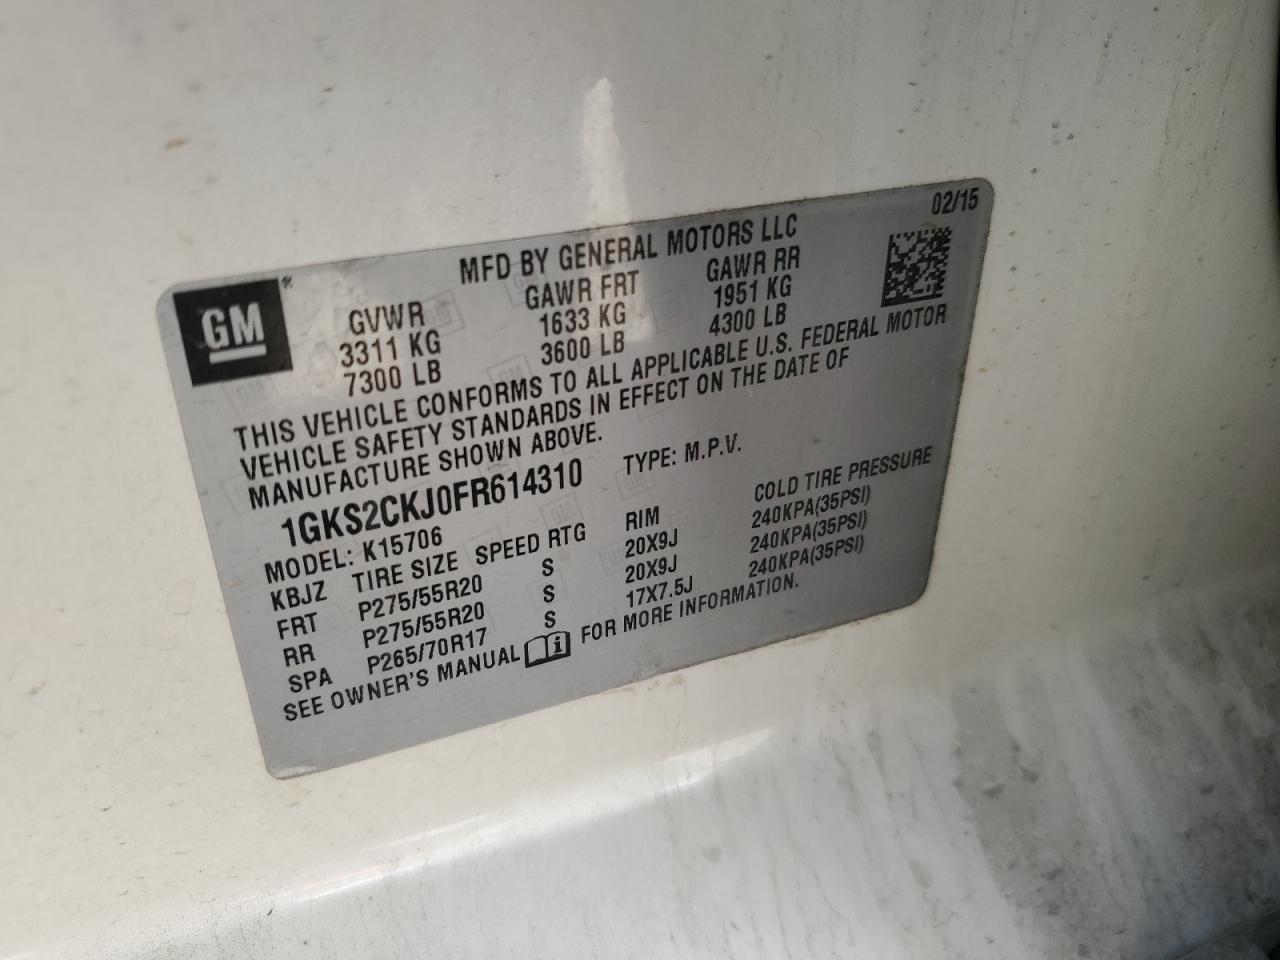 02/15
MFD BY GENERAL MOTORS LLC
GM
GVWR GAWR FRT GAWR RR
3311 KG 1633 KG 1951 KG
7300 LB 3600 LB 4300 LB
THIS VEHICLE CONFORMS TO ALL APPLICABLE U.S. FEDERAL MOTOR
VEHICLE SAFETY STANDARDS IN EFFECT ON THE DATE OF
MANUFACTURE SHOWN ABOVE.
1GKS2CKJ0FR614310 TYPE: M.P.V.
MODEL: K15706
KBJZ TIRE SIZE SPEED RTG RIM COLD TIRE PRESSURE
FRT P275/55R20 S 20X9J 240KPA(35PSI)
RR P275/55R20 S 20X9J 240KPA(35PSI)
SPA P265/70R17 S 17X7.5J 240KPA(35PSI)
SEE OWNER'S MANUAL i FOR MORE INFORMATION.